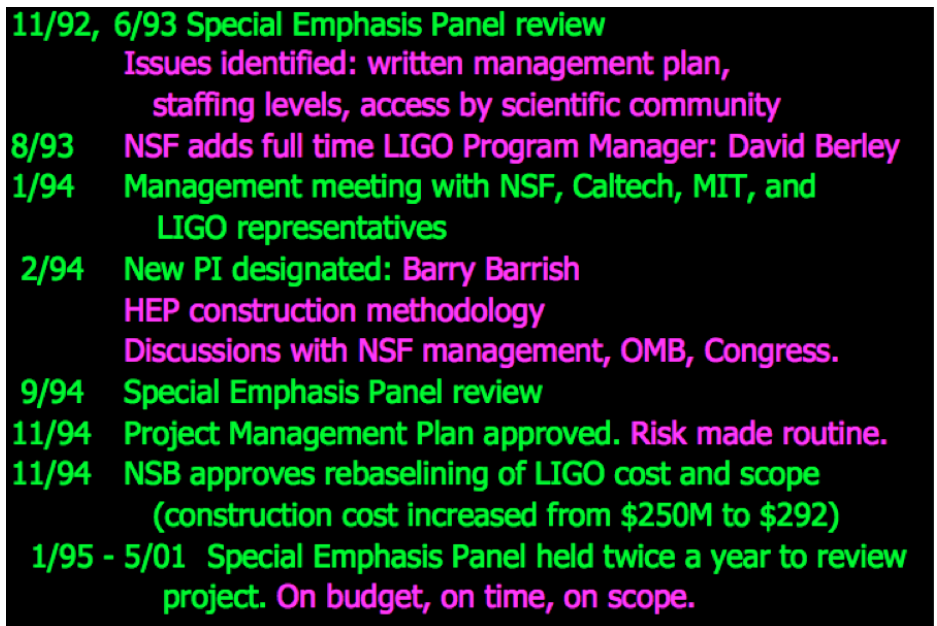 11/92, 6/93 Special Emphasis Panel review
Issues identified: written management plan,
staffing levels, access by scientific community
8/93 NSF adds full time LIGO Program Manager: David Berley
1/94 Management meeting with NSF, Caltech, MIT, and
LIGO representatives
2/94 New PI designated: Barry Barrish
HEP construction methodology
Discussions with NSF management, OMB, Congress.
9/94 Special Emphasis Panel review
11/94 Project Management Plan approved. Risk made routine.
11/94 NSB approves rebaselining of LIGO cost and scope
(construction cost increased from $250M to $292)
1/95 - 5/01 Special Emphasis Panel held twice a year to review
project. On budget, on time, on scope.